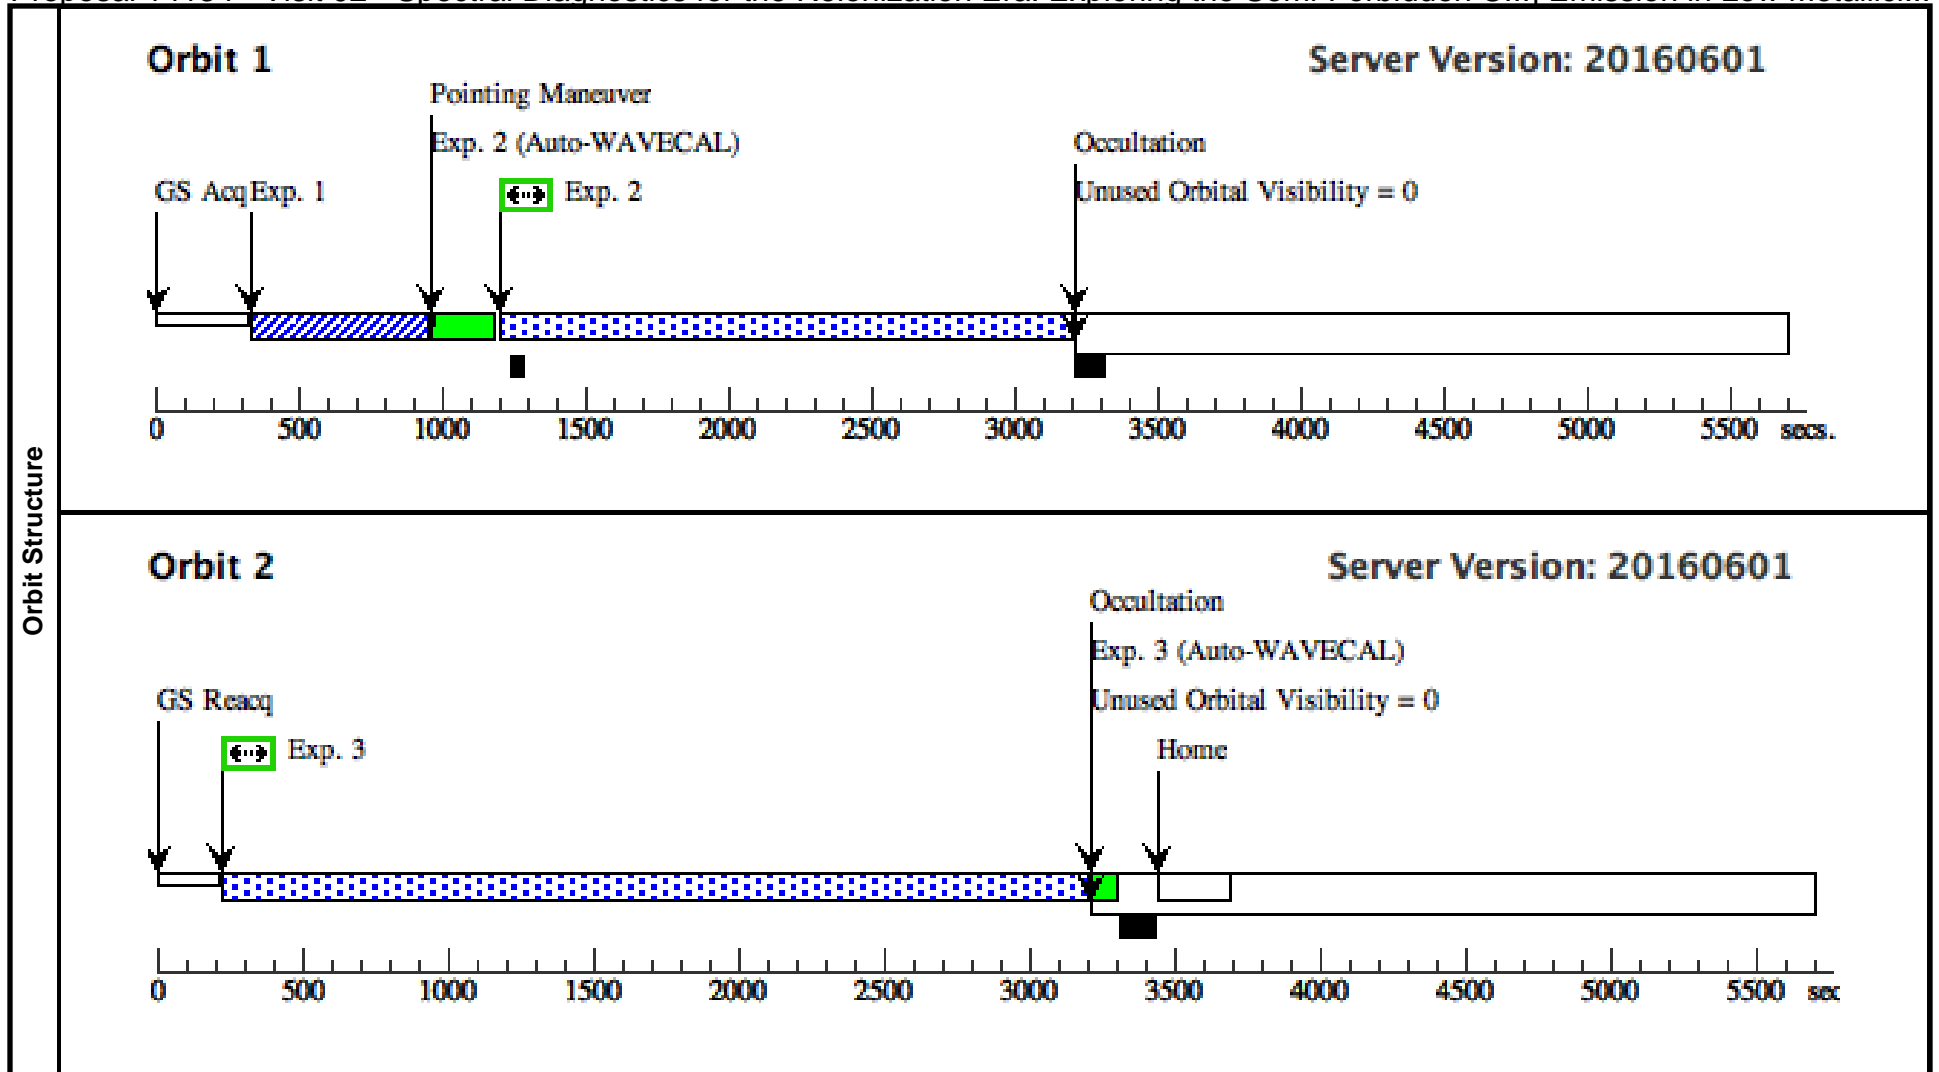 Orbit Structure
Orbit 1
Server Version: 20160601
Pointing Maneuver
Exp. 2 (Auto-WAVECAL)
Occultation
GS Acq Exp. 1
Exp. 2
Unused Orbital Visibility = 0
0 500 1000 1500 2000 2500 3000 3500 4000 4500 5000 5500 secs.
Orbit 2
Server Version: 20160601
Occultation
Exp. 3 (Auto-WAVECAL)
GS Reacq
Unused Orbital Visibility = 0
Exp. 3
Home
0 500 1000 1500 2000 2500 3000 3500 4000 4500 5000 5500 sec